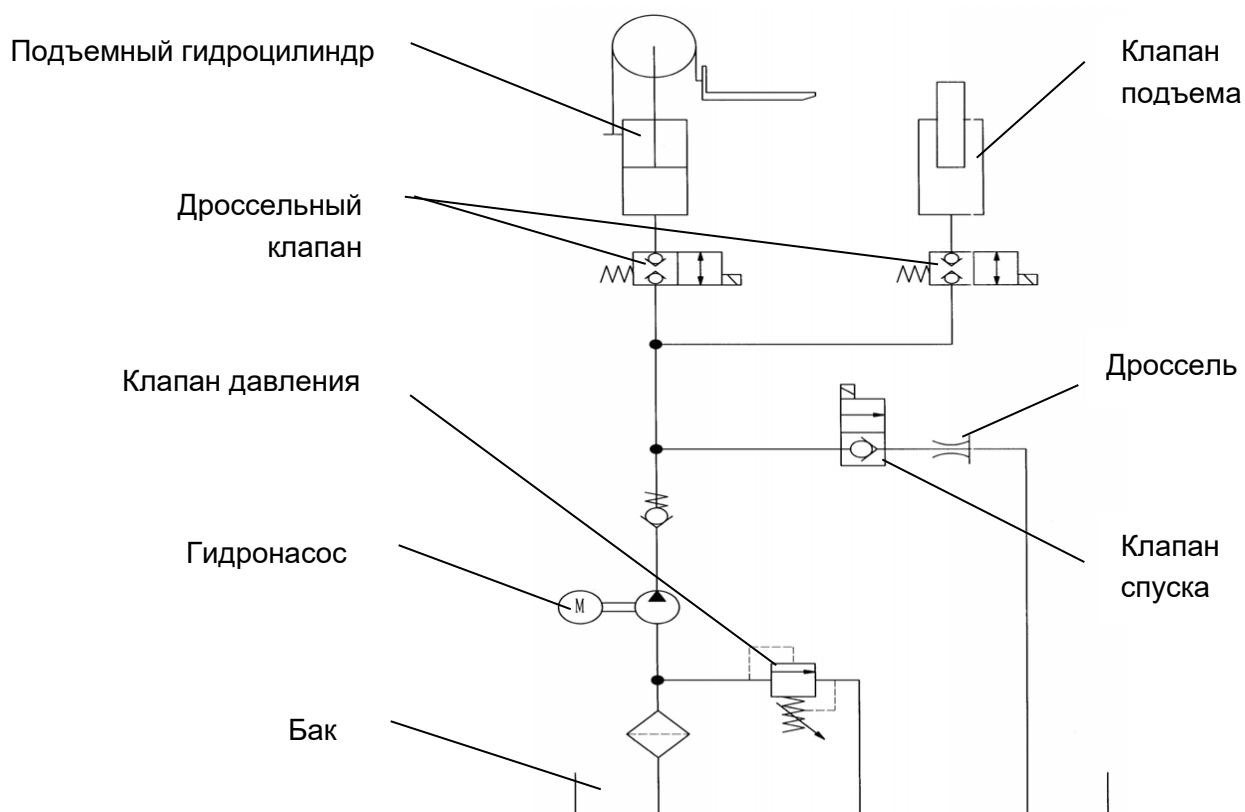 Подъемный гидроцилиндр
Клапан
подъема
Дроссельный
клапан
Клапан давления
Дроссель
Гидронасос
Клапан
спуска
M
Бак